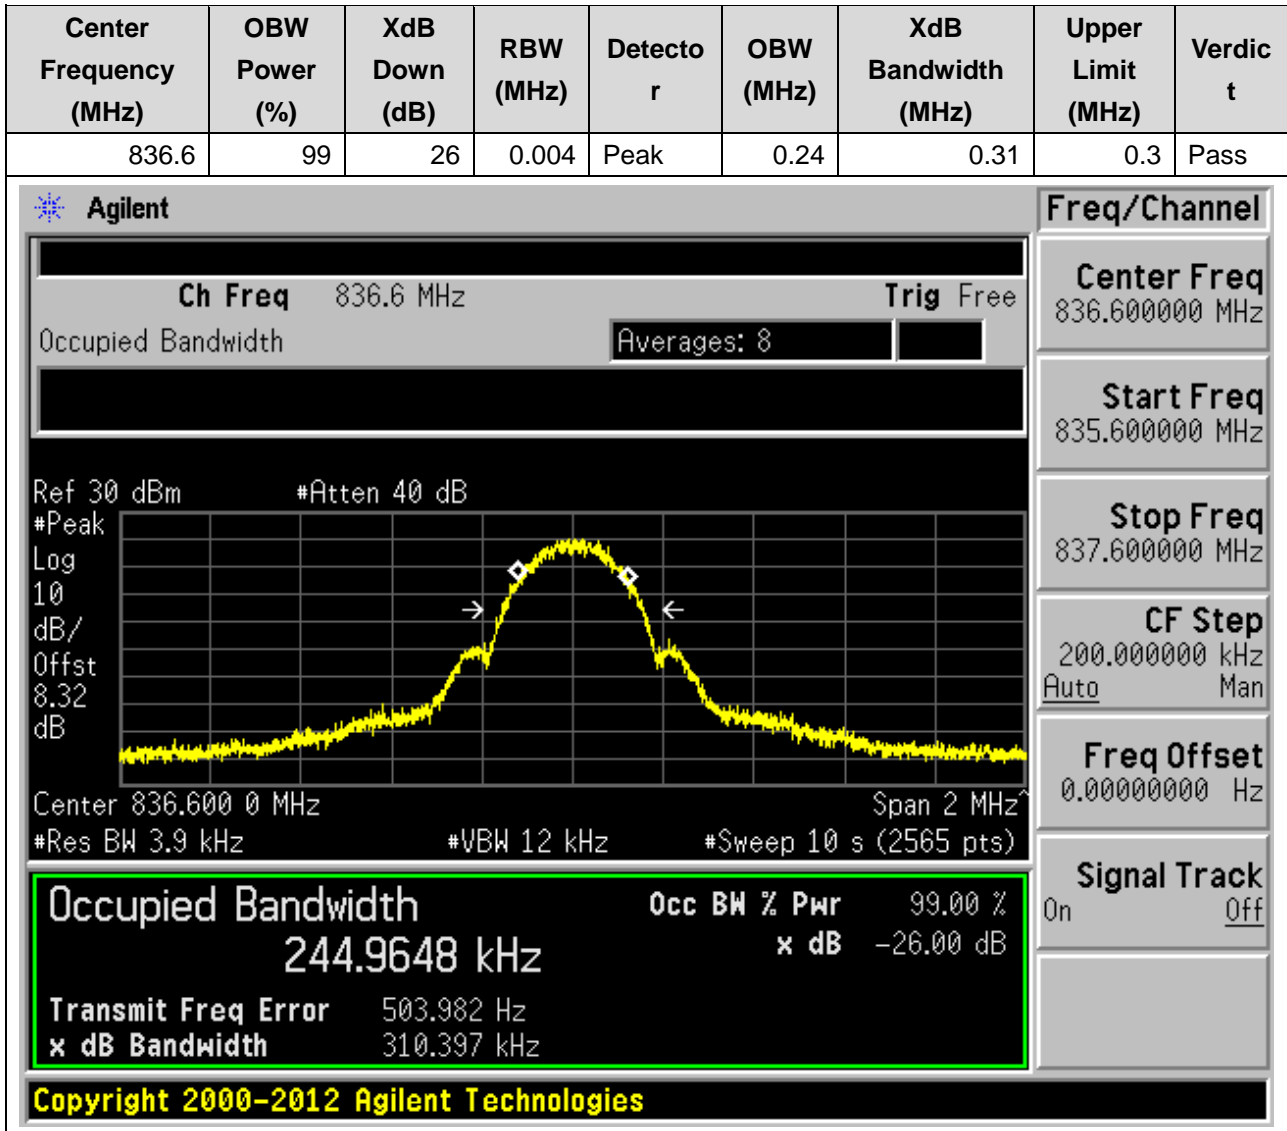 Center Frequency (MHz) OBW Power (%) XdB Down (dB) RBW (MHz) Detector OBW (MHz) XdB Bandwidth (MHz) Upper Limit (MHz) Verdict
836.6 99 26 0.004 Peak 0.24 0.31 0.3 Pass
Agilent
Freq/Channel
Ch Freq 836.6 MHz Trig Free
Occupied Bandwidth Averages: 8
Center Freq
836.600000 MHz
Start Freq
835.600000 MHz
Stop Freq
837.600000 MHz
CF Step
200.000000 kHz
Auto Man
Freq Offset
0.00000000 Hz
Signal Track
On Off
Ref 30 dBm #Atten 40 dB
#Peak
Log
10
dB/
Offst
8.32
dB
Center 836.600 0 MHz Span 2 MHz^
#Res BW 3.9 kHz #VBW 12 kHz #Sweep 10 s (2565 pts)
Occupied Bandwidth Occ BW % Pwr 99.00 %
244.9648 kHz x dB -26.00 dB
Transmit Freq Error 503.982 Hz
x dB Bandwidth 310.397 kHz
Copyright 2000-2012 Agilent Technologies